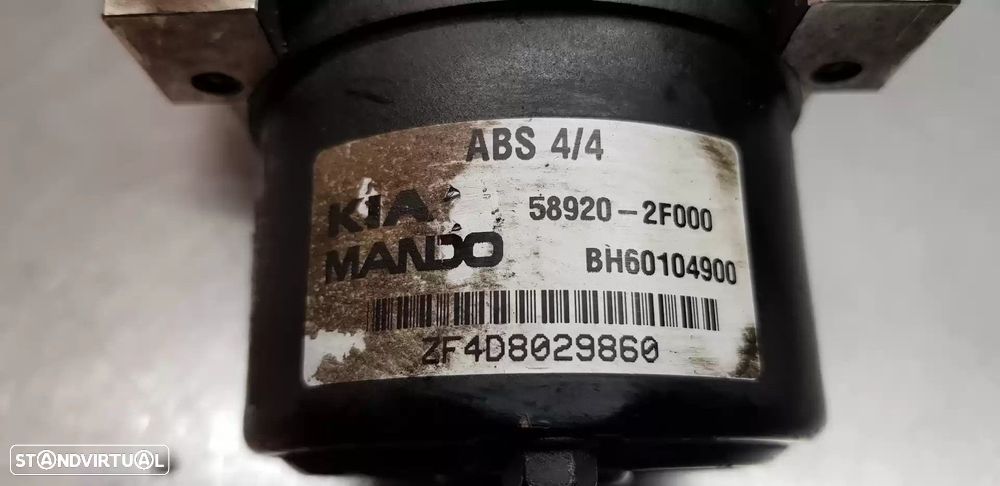 ABS 4/4
KIA 58920-2F000
MANDO BH60104900
ZF4D8029860
STANDVIRTUAL